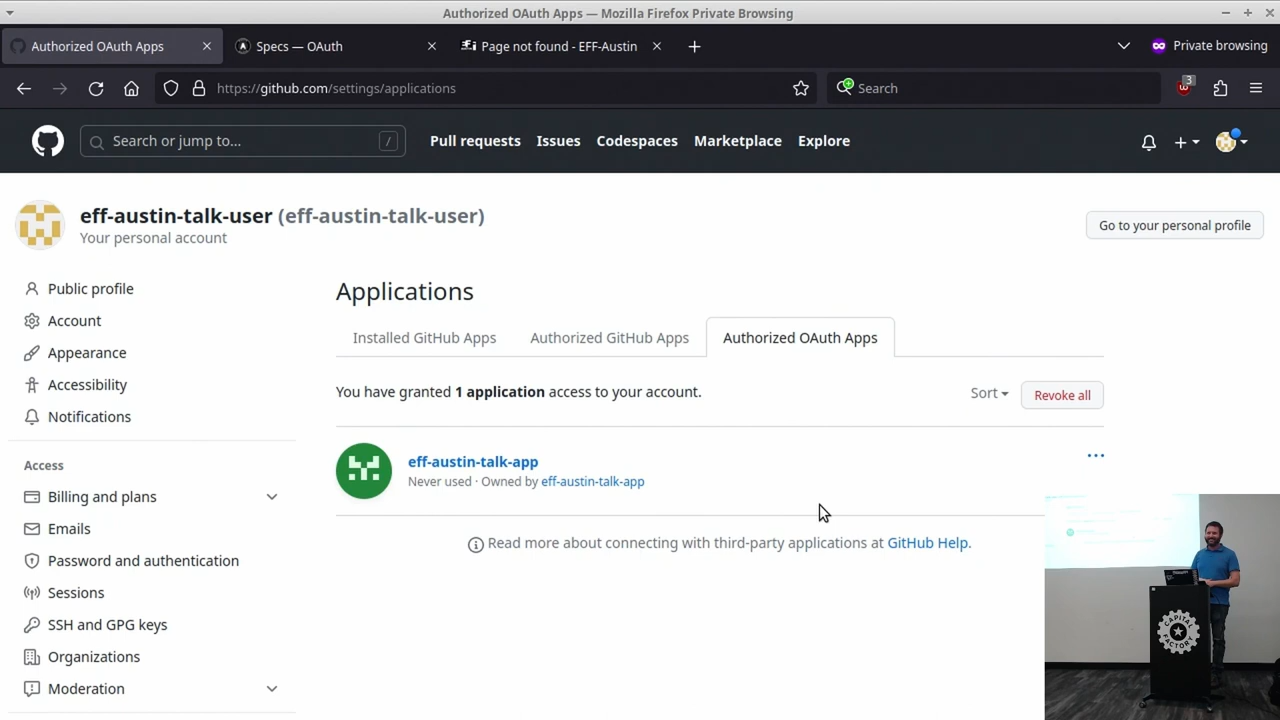 Authorized OAuth Apps — Mozilla Firefox Private Browsing
Authorized OAuth Apps
Specs — OAuth
Page not found - EFF-Austin
Private browsing
https://github.com/settings/applications
Search
3
Search or jump to...
/
Pull requests
Issues
Codespaces
Marketplace
Explore
eff-austin-talk-user (eff-austin-talk-user)
Your personal account
Go to your personal profile
Public profile
Account
Appearance
Accessibility
Notifications
Access
Billing and plans
Emails
Password and authentication
Sessions
SSH and GPG keys
Organizations
Moderation
Applications
Installed GitHub Apps
Authorized GitHub Apps
Authorized OAuth Apps
You have granted 1 application access to your account.
Sort
Revoke all
eff-austin-talk-app
Never used · Owned by eff-austin-talk-app
Read more about connecting with third-party applications at GitHub Help.
CAPITAL
FACTORY